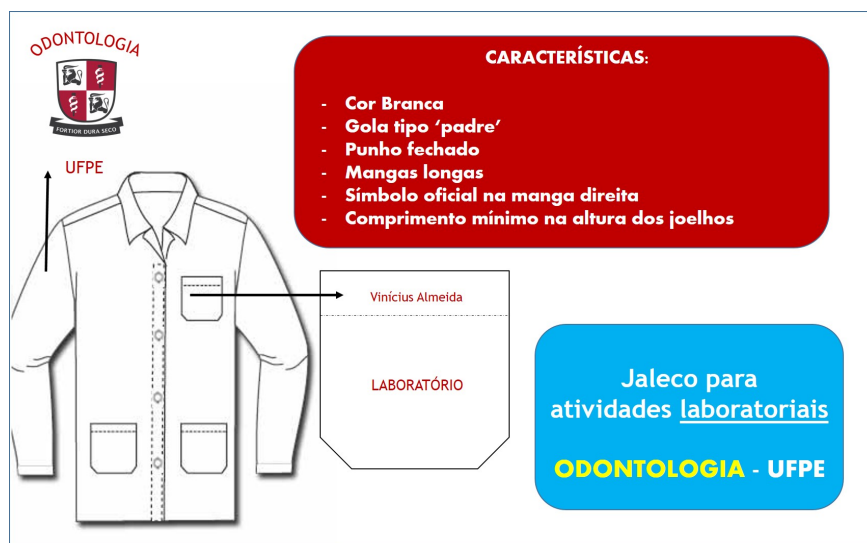 ODONTOLOGIA
FORTIOR DURA SECO
UFPE
CARACTERÍSTICAS:
- Cor Branca
- Gola tipo ‘padre’
- Punho fechado
- Mangas longas
- Símbolo oficial na manga direita
- Comprimento mínimo na altura dos joelhos
Vinícius Almeida
LABORATÓRIO
Jaleco para
atividades laboratoriais
ODONTOLOGIA - UFPE